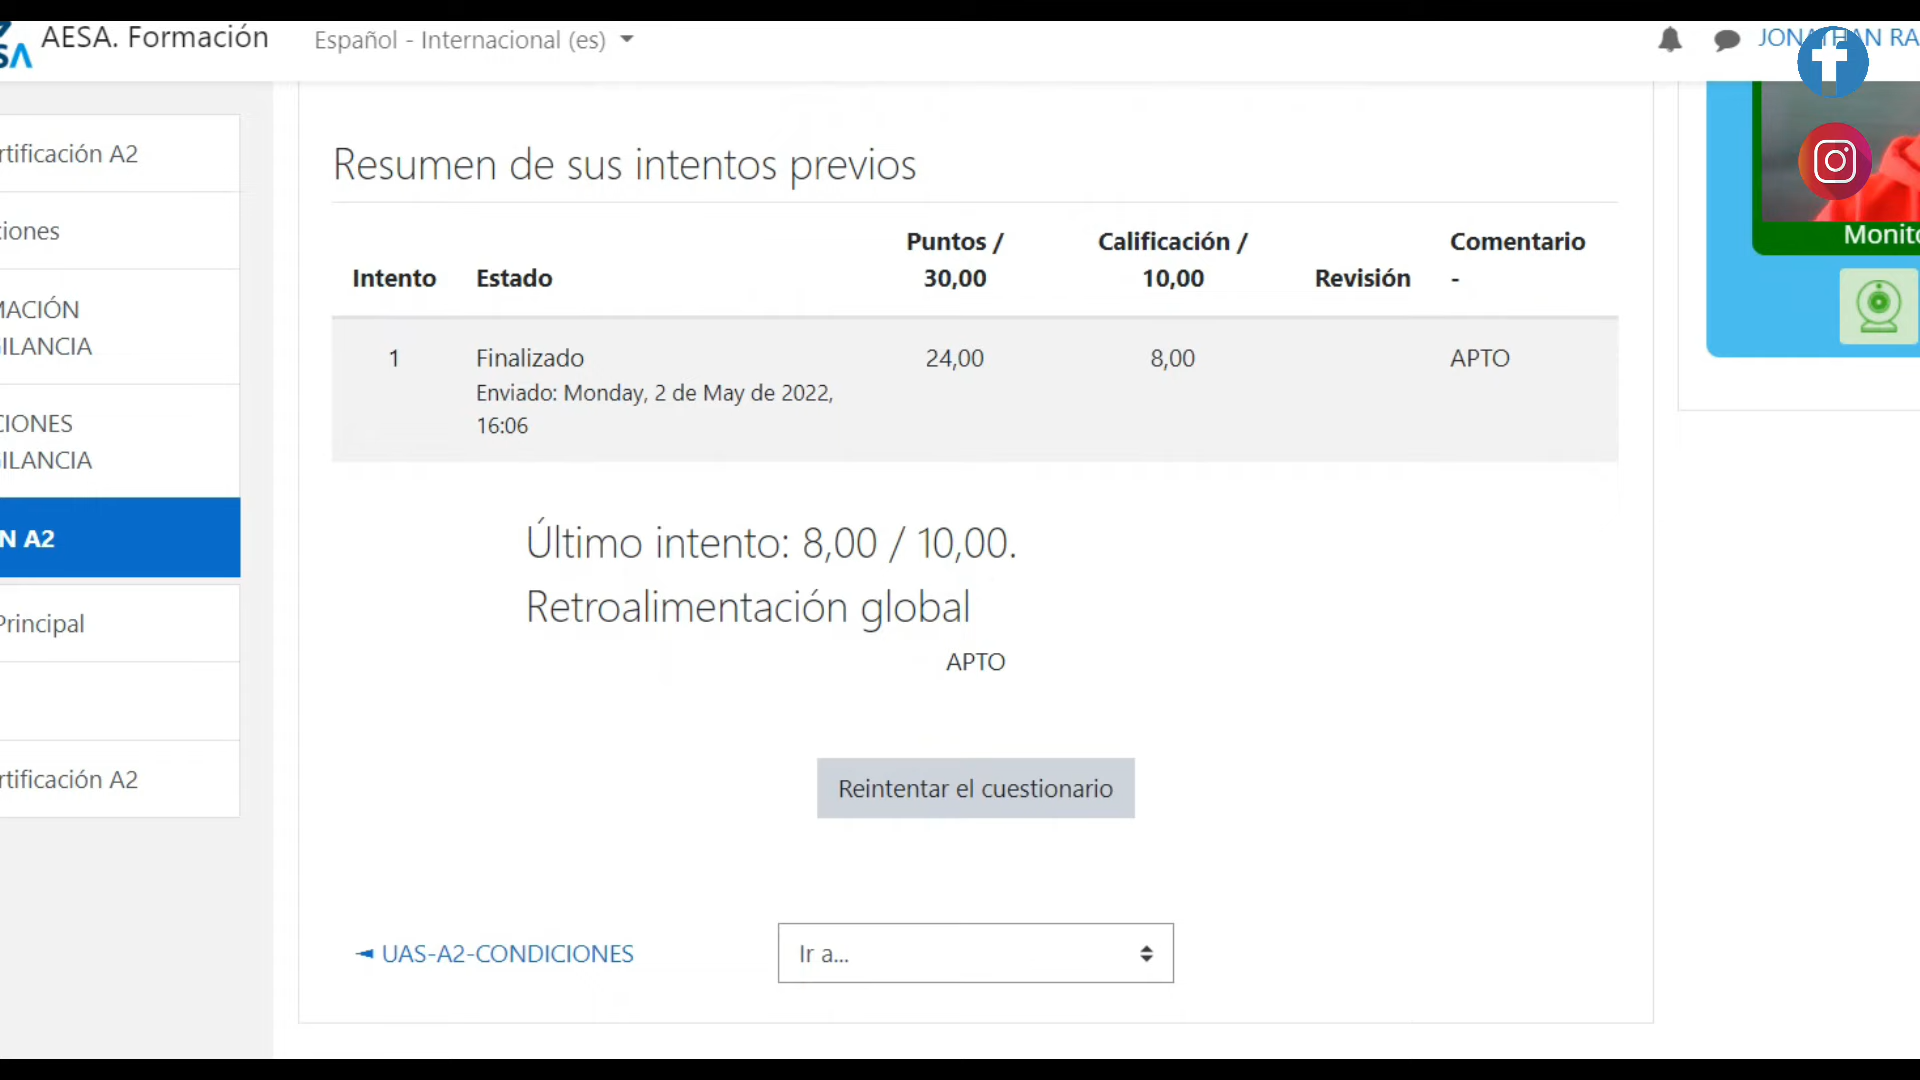 AESA. Formación
Español - Internacional (es)
JONATHAN RA
rtificación A2
iones
MACIÓN
ILANCIA
CIONES
ILANCIA
N A2
Principal
rtificación A2
Resumen de sus intentos previos
Intento Estado Puntos / 30,00 Calificación / 10,00 Revisión Comentario -
1 Finalizado 24,00 8,00 APTO
Enviado: Monday, 2 de May de 2022,
16:06
Último intento: 8,00 / 10,00.
Retroalimentación global
APTO
Reintentar el cuestionario
◄ UAS-A2-CONDICIONES
Ir a...
Monito